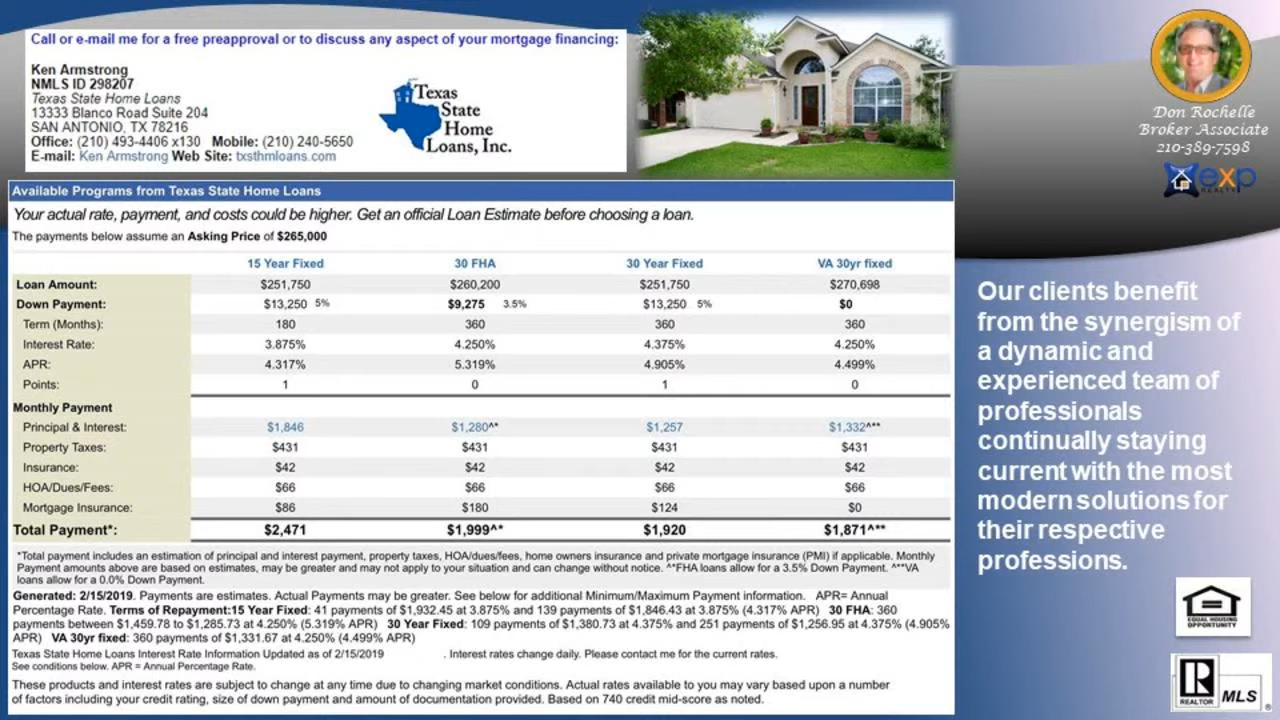 Call or e-mail me for a free preapproval or to discuss any aspect of your mortgage financing:
Ken Armstrong
NMLS ID 298207
Texas State Home Loans
13333 Blanco Road Suite 204
SAN ANTONIO, TX 78216
Office: (210) 493-4406 x130 Mobile: (210) 240-5650
E-mail: Ken Armstrong Web Site: txsthmloans.com
Texas
State
Home
Loans, Inc.
Don Rochelle
Broker Associate
210-389-7598
exp
REALTY
Available Programs from Texas State Home Loans
Your actual rate, payment, and costs could be higher. Get an official Loan Estimate before choosing a loan.
The payments below assume an Asking Price of $265,000
15 Year Fixed 30 FHA 30 Year Fixed VA 30yr fixed
Loan Amount: $251,750 $260,200 $251,750 $270,698
Down Payment: $13,250 5% $9,275 3.5% $13,250 5% $0
Term (Months): 180 360 360 360
Interest Rate: 3.875% 4.250% 4.375% 4.250%
APR: 4.317% 5.319% 4.905% 4.499%
Points: 1 0 1 0
Monthly Payment
Principal & Interest: $1,846 $1,280^* $1,257 $1,332^**
Property Taxes: $431 $431 $431 $431
Insurance: $42 $42 $42 $42
HOA/Dues/Fees: $66 $66 $66 $66
Mortgage Insurance: $86 $180 $124 $0
Total Payment*: $2,471 $1,999^* $1,920 $1,871^**
*Total payment includes an estimation of principal and interest payment, property taxes, HOA/dues/fees, home owners insurance and private mortgage insurance (PMI) if applicable. Monthly
Payment amounts above are based on estimates, may be greater and may not apply to your situation and can change without notice. ^*FHA loans allow for a 3.5% Down Payment. ^**VA
loans allow for a 0.0% Down Payment.
Generated: 2/15/2019. Payments are estimates. Actual Payments may be greater. See below for additional Minimum/Maximum Payment information. APR= Annual
Percentage Rate. Terms of Repayment:15 Year Fixed: 41 payments of $1,932.45 at 3.875% and 139 payments of $1,846.43 at 3.875% (4.317% APR) 30 FHA: 360
payments between $1,459.78 to $1,285.73 at 4.250% (5.319% APR) 30 Year Fixed: 109 payments of $1,380.73 at 4.375% and 251 payments of $1,256.95 at 4.375% (4.905%
APR) VA 30yr fixed: 360 payments of $1,331.67 at 4.250% (4.499% APR)
Texas State Home Loans Interest Rate Information Updated as of 2/15/2019 . Interest rates change daily. Please contact me for the current rates.
See conditions below. APR = Annual Percentage Rate.
These products and interest rates are subject to change at any time due to changing market conditions. Actual rates available to you may vary based upon a number
of factors including your credit rating, size of down payment and amount of documentation provided. Based on 740 credit mid-score as noted.
Our clients benefit
from the synergism of
a dynamic and
experienced team of
professionals
continually staying
current with the most
modern solutions for
their respective
professions.
EQUAL HOUSING
OPPORTUNITY
R
REALTOR
MLS
®